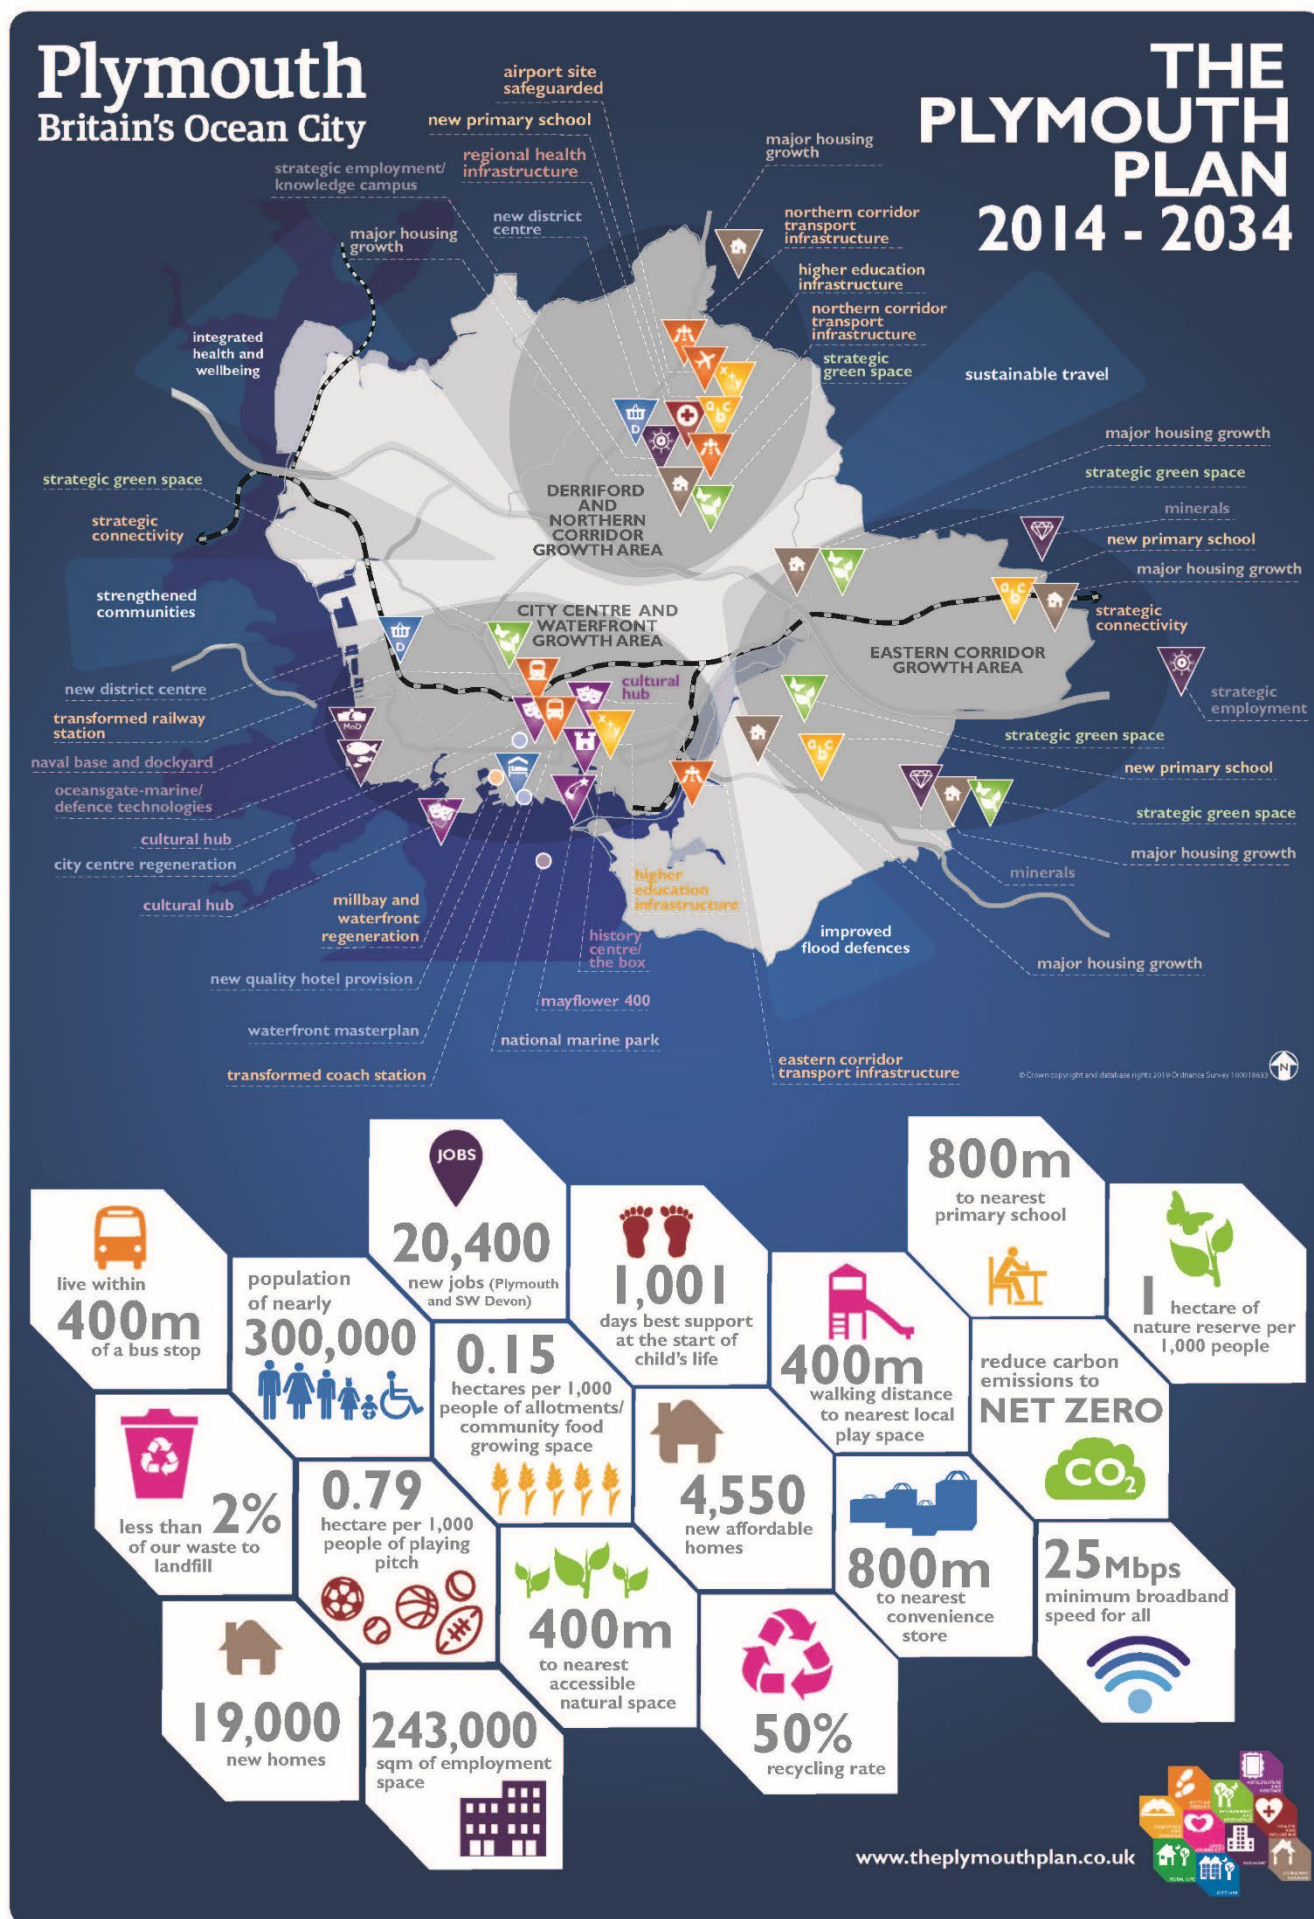 Plymouth
Britain's Ocean City
THE
PLYMOUTH
PLAN
2014 - 2034
airport site
safeguarded
new primary school
regional health
infrastructure
strategic employment/
knowledge campus
new district
centre
major housing
growth
major housing
growth
northern corridor
transport
infrastructure
higher education
infrastructure
northern corridor
transport
infrastructure
strategic
green space
integrated
health and
wellbeing
sustainable travel
strategic green space
strategic
connectivity
strengthened
communities
DERRIFORD
AND
NORTHERN
CORRIDOR
GROWTH AREA
CITY CENTRE AND
WATERFRONT
GROWTH AREA
EASTERN CORRIDOR
GROWTH AREA
major housing growth
strategic green space
minerals
new primary school
major housing growth
strategic
connectivity
strategic
employment
strategic green space
new primary school
strategic green space
major housing growth
minerals
major housing growth
cultural
hub
new district centre
transformed railway
station
naval base and dockyard
oceansgate-marine/
defence technologies
cultural hub
city centre regeneration
cultural hub
millbay and
waterfront
regeneration
new quality hotel provision
waterfront masterplan
transformed coach station
higher
education
infrastructure
history
centre/
the box
mayflower 400
national marine park
improved
flood defences
eastern corridor
transport infrastructure
D
x+y
a b c
D
MoD
x+y
a b c
a b c
© Crown copyright and database rights 2019 Ordnance Survey 100018633
N
live within
400m
of a bus stop
population
of nearly
300,000
JOBS
20,400
new jobs (Plymouth
and SW Devon)
1,001
days best support
at the start of
child's life
800m
to nearest
primary school
1 hectare of
nature reserve per
1,000 people
0.15
hectares per 1,000
people of allotments/
community food
growing space
400m
walking distance
to nearest local
play space
reduce carbon
emissions to
NET ZERO
CO2
less than 2%
of our waste to
landfill
0.79
hectare per 1,000
people of playing
pitch
4,550
new affordable
homes
800m
to nearest
convenience
store
25Mbps
minimum broadband
speed for all
400m
to nearest
accessible
natural space
19,000
new homes
243,000
sqm of employment
space
50%
recycling rate
www.theplymouthplan.co.uk